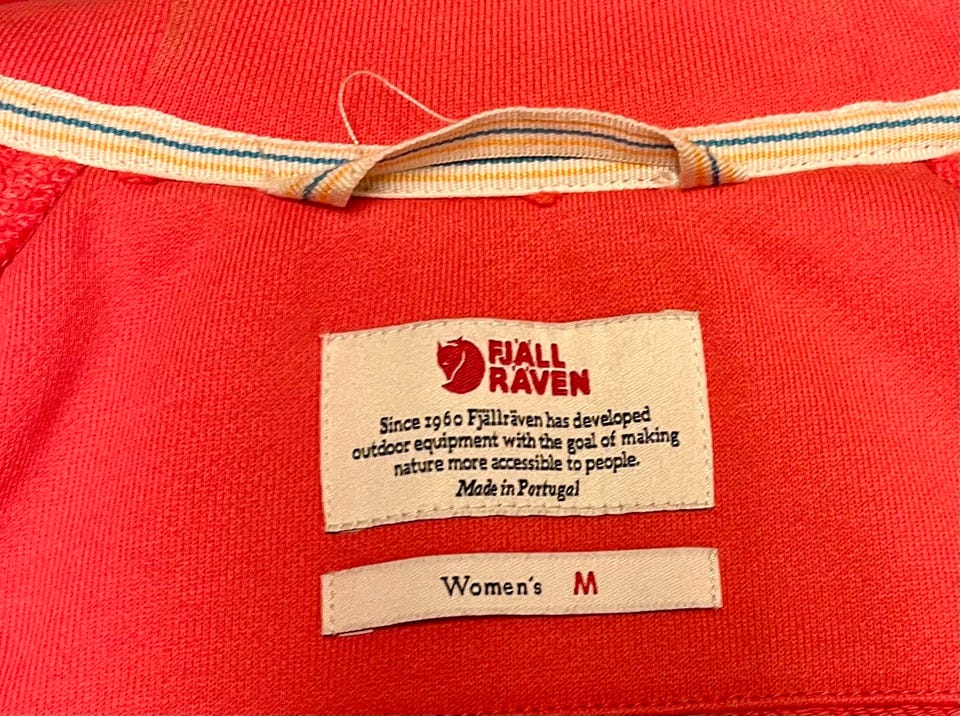 FJÄLL
RÄVEN
Since 1960 Fjällräven has developed
outdoor equipment with the goal of making
nature more accessible to people.
Made in Portugal
Women's M